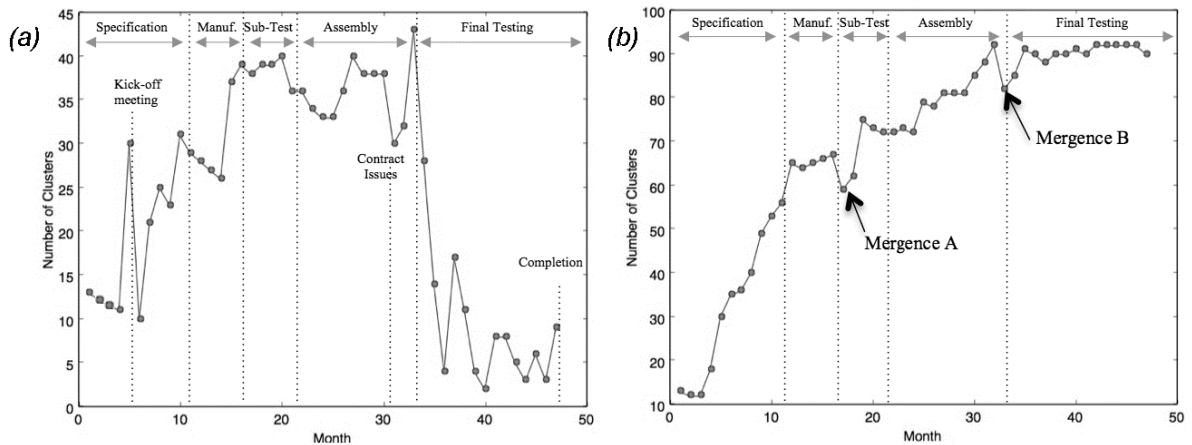 (a)
Specification Manuf. Sub-Test Assembly Final Testing
Kick-off
meeting
Contract
Issues
Completion
Number of Clusters
45
40
35
30
25
20
15
10
5
0
0 10 20 30 40 50
Month
(b)
Specification Manuf. Sub-Test Assembly Final Testing
Mergence B
Mergence A
Number of Clusters
100
90
80
70
60
50
40
30
20
10
0 10 20 30 40 50
Month